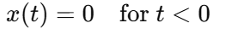 x(t) = 0 for t < 0